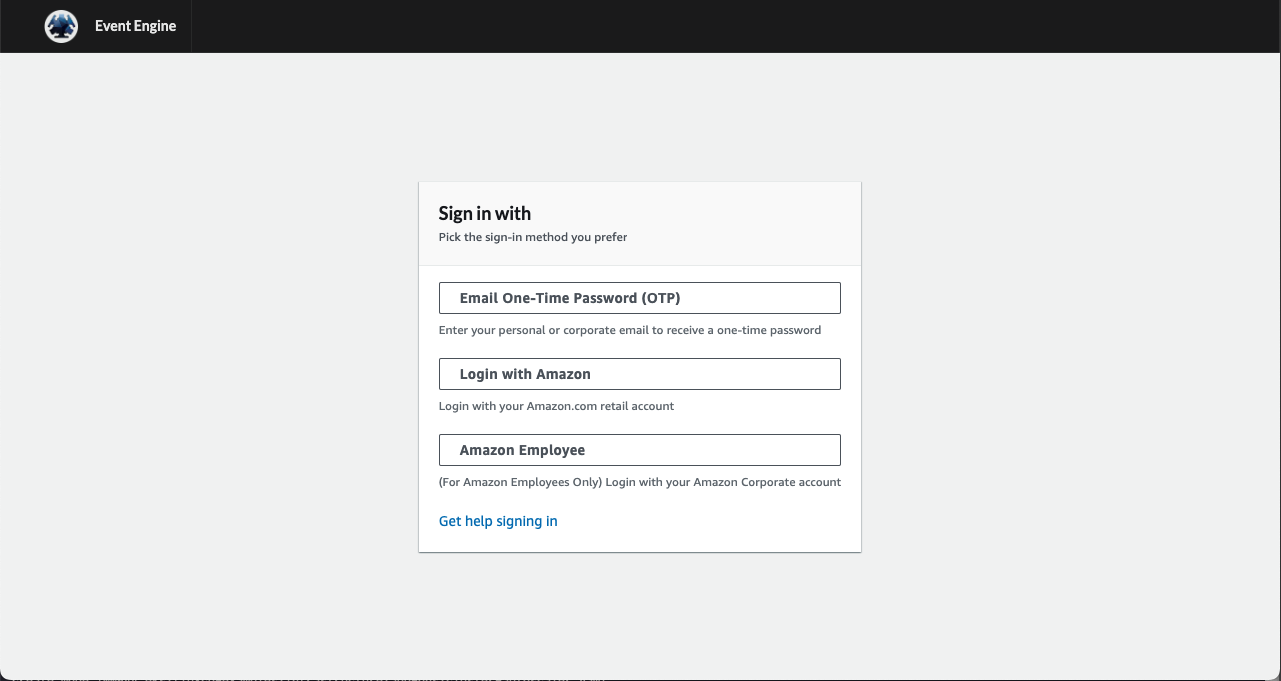 Event Engine
Sign in with
Pick the sign-in method you prefer
Email One-Time Password (OTP)
Enter your personal or corporate email to receive a one-time password
Login with Amazon
Login with your Amazon.com retail account
Amazon Employee
(For Amazon Employees Only) Login with your Amazon Corporate account
Get help signing in